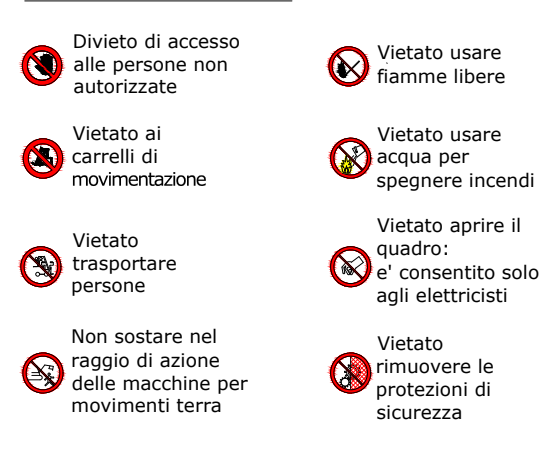 Divieto di accesso
alle persone non
autorizzate
Vietato ai
carrelli di
movimentazione
Vietato
trasportare
persone
Non sostare nel
raggio di azione
delle macchine per
movimenti terra
Vietato usare
fiamme libere
Vietato usare
acqua per
spegnere incendi
Vietato aprire il
quadro:
e' consentito solo
agli elettricisti
Vietato
rimuovere le
protezioni di
sicurezza